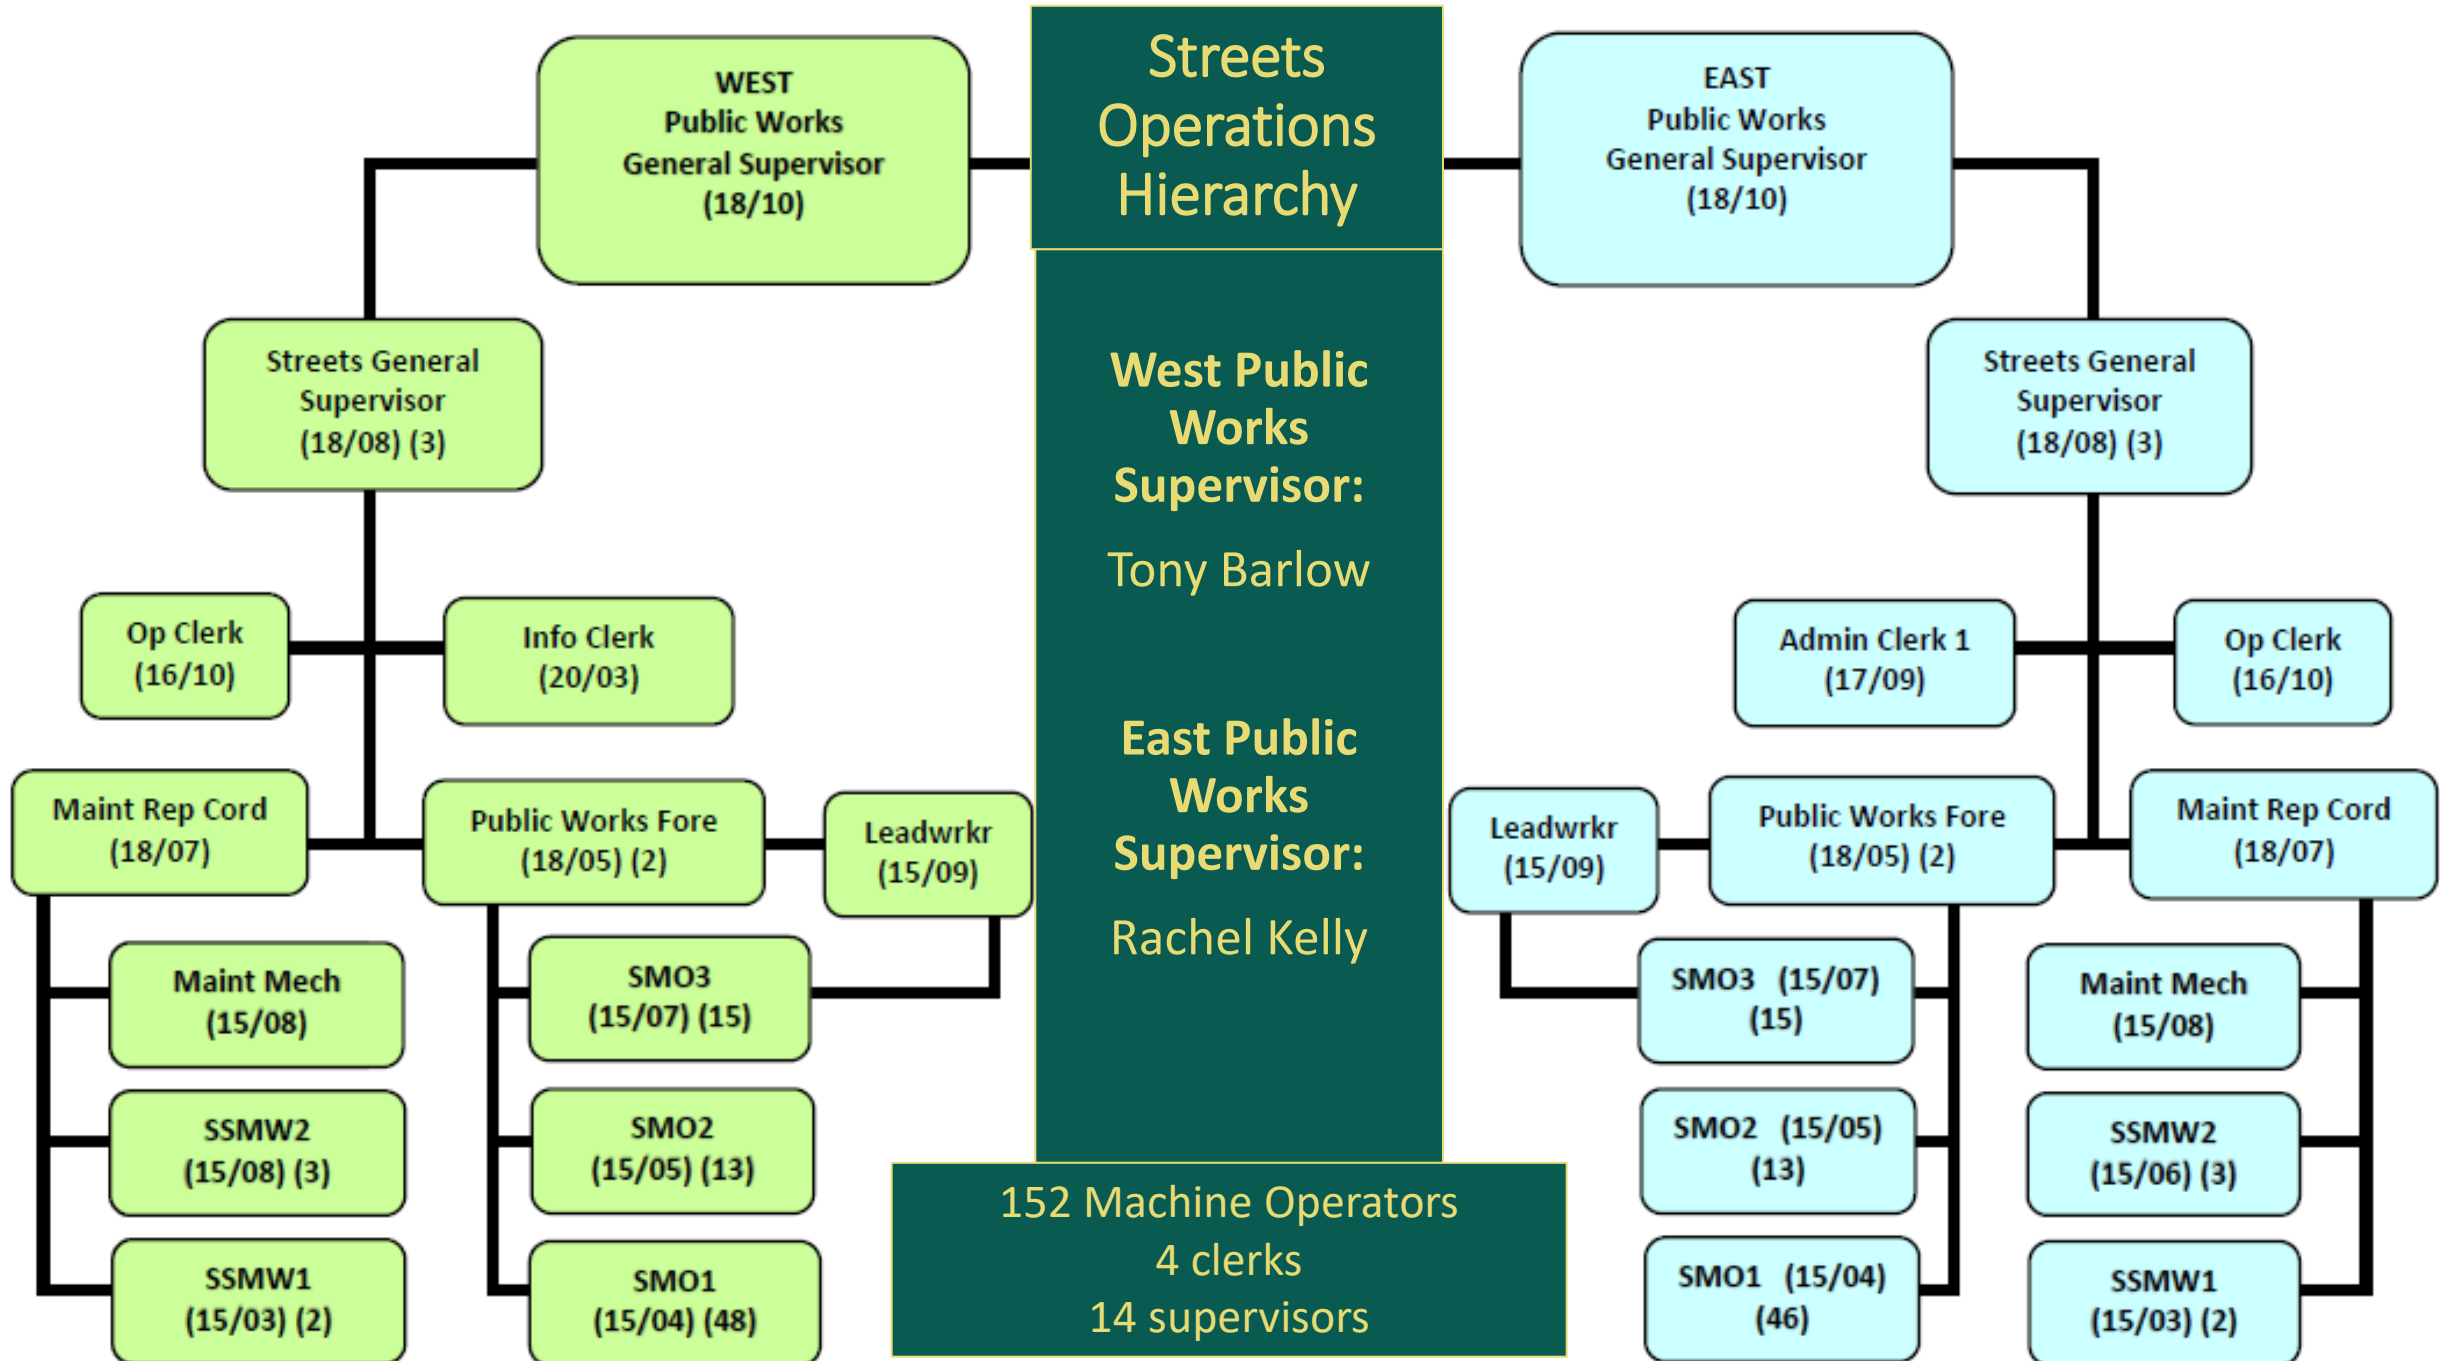 Streets
Operations
Hierarchy
WEST
Public Works
General Supervisor
(18/10)
EAST
Public Works
General Supervisor
(18/10)
Streets General
Supervisor
(18/08) (3)
West Public
Works
Supervisor:
Tony Barlow
East Public
Works
Supervisor:
Rachel Kelly
Streets General
Supervisor
(18/08) (3)
Op Clerk
(16/10)
Info Clerk
(20/03)
Admin Clerk 1
(17/09)
Op Clerk
(16/10)
Maint Rep Cord
(18/07)
Public Works Fore
(18/05) (2)
Leadwrkr
(15/09)
Leadwrkr
(15/09)
Public Works Fore
(18/05) (2)
Maint Rep Cord
(18/07)
Maint Mech
(15/08)
SMO3
(15/07) (15)
SMO3 (15/07)
(15)
Maint Mech
(15/08)
SSMW2
(15/08) (3)
SMO2
(15/05) (13)
SMO2 (15/05)
(13)
SSMW2
(15/06) (3)
SSMW1
(15/03) (2)
SMO1
(15/04) (48)
SMO1 (15/04)
(46)
SSMW1
(15/03) (2)
152 Machine Operators
4 clerks
14 supervisors